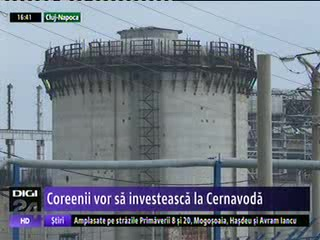 16:41 Cluj-Napoca
DIGI
24
HD
Coreenii vor să investească la Cernavodă
Știri Amplasate pe străzile Primăverii 8 și 20, Mogoșoaia, Hașdeu și Avram Iancu